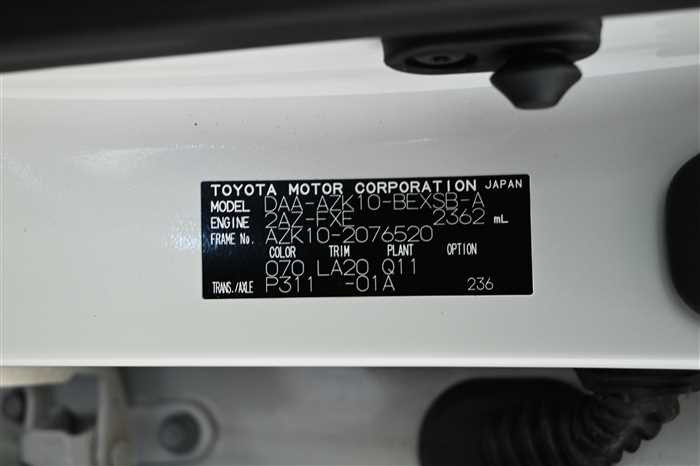 TOYOTA MOTOR CORPORATION JAPAN
MODEL DAA-AZK10-BEXSB-A
ENGINE 2AZ-FXE 2362 mL
FRAME No. AZK10-2076520
COLOR TRIM PLANT OPTION
070 LA20 Q11
TRANS./AXLE P311 -01A 236